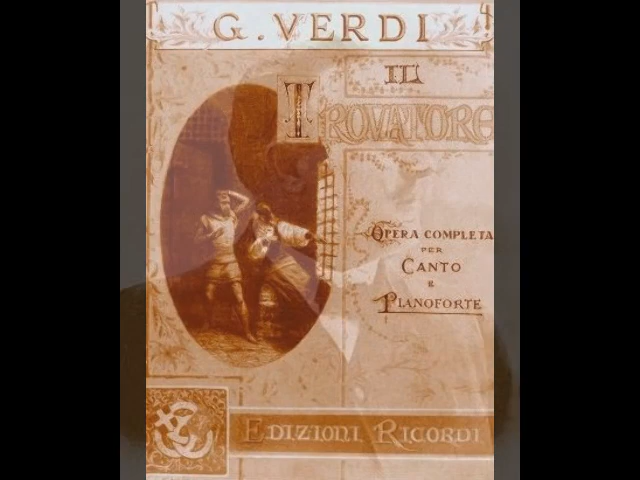 G. VERDI
IL
TROVATORE
OPERA COMPLETA
PER
CANTO
E
PIANOFORTE
EDIZIONI RICORDI